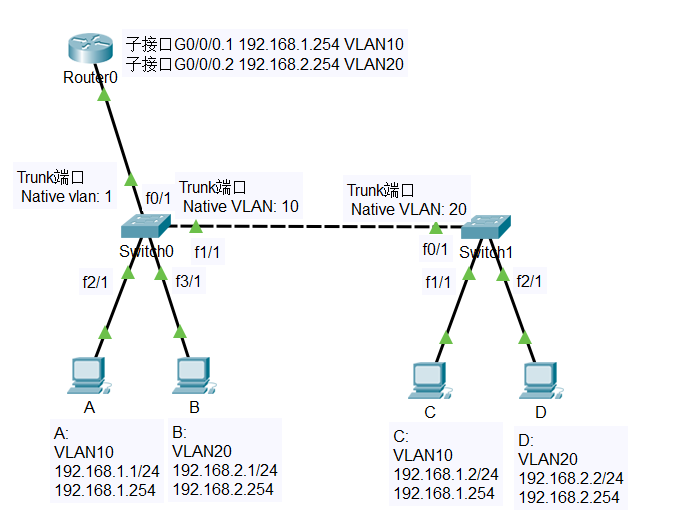 子接口G0/0/0.1 192.168.1.254 VLAN10
子接口G0/0/0.2 192.168.2.254 VLAN20
Router0
Trunk端口
Native vlan: 1
f0/1
Trunk端口
Native VLAN: 10
Trunk端口
Native VLAN: 20
Switch0
f1/1
f0/1
Switch1
f2/1
f3/1
f1/1
f2/1
A
B
C
D
A:
VLAN10
192.168.1.1/24
192.168.1.254
B:
VLAN20
192.168.2.1/24
192.168.2.254
C:
VLAN10
192.168.1.2/24
192.168.1.254
D:
VLAN20
192.168.2.2/24
192.168.2.254